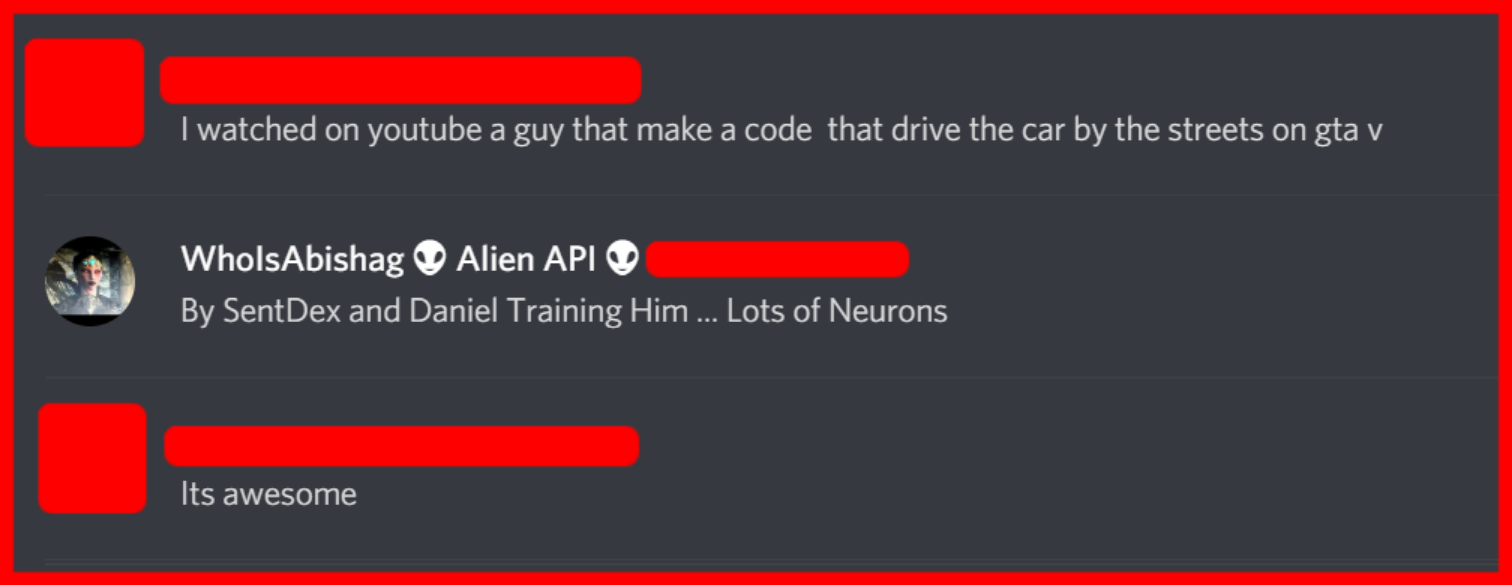 I watched on youtube a guy that make a code  that drive the car by the streets on gta v
WhoIsAbishag 👽 Alien API 👽
By SentDex and Daniel Training Him ... Lots of Neurons
Its awesome